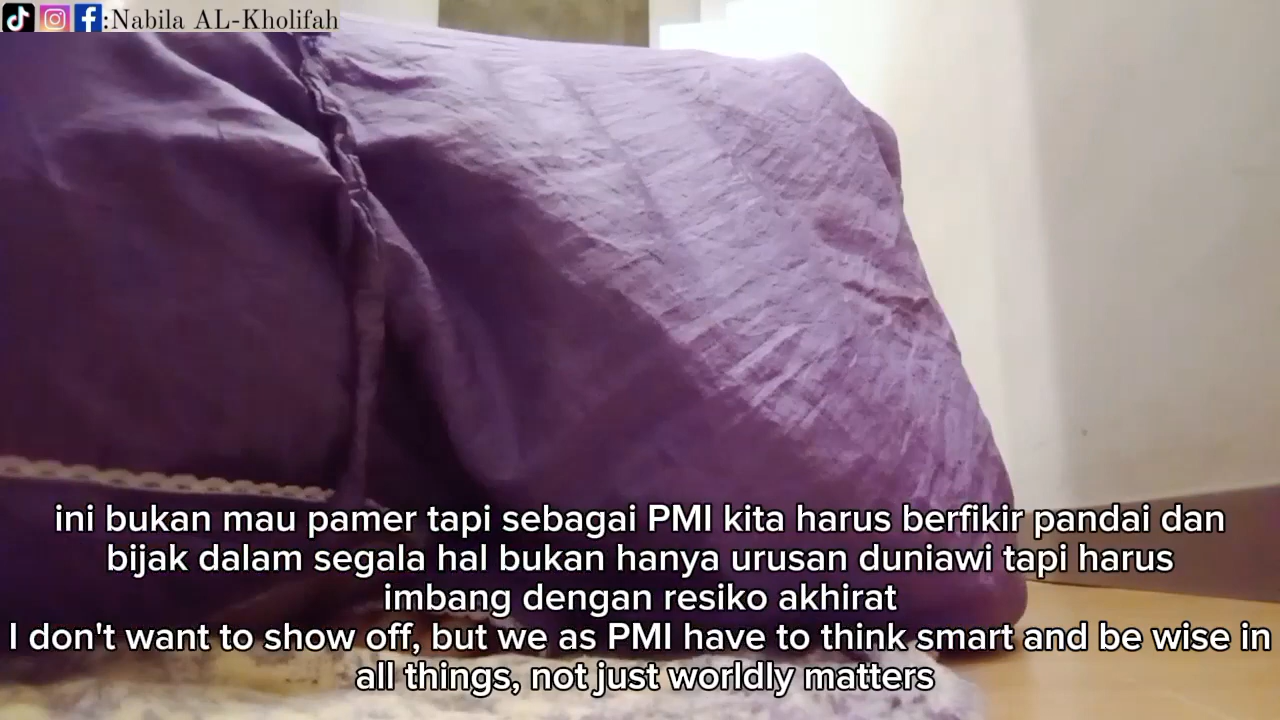 :Nabila AL-Kholifah
ini bukan mau pamer tapi sebagai PMI kita harus berfikir pandai dan
bijak dalam segala hal bukan hanya urusan duniawi tapi harus
imbang dengan resiko akhirat
I don't want to show off, but we as PMI have to think smart and be wise in
all things, not just worldly matters